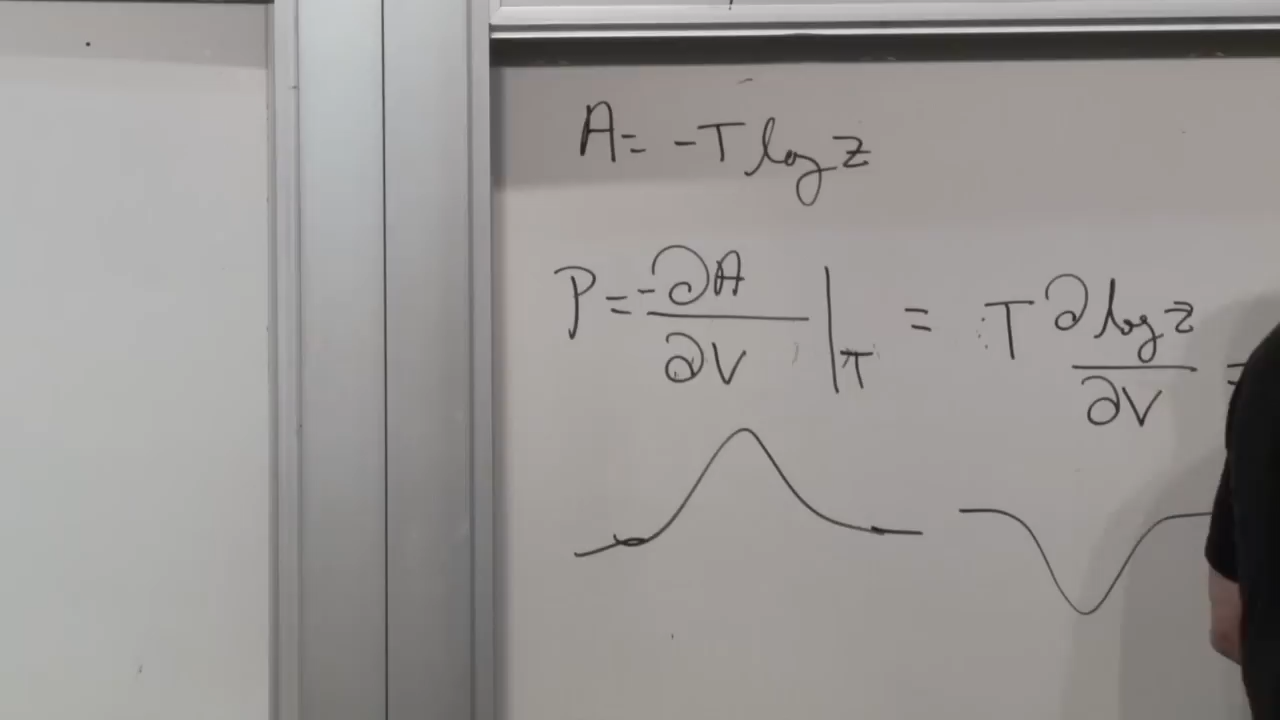 A = -T log z
P = -∂A/∂V |_T = T ∂ log z/∂V =